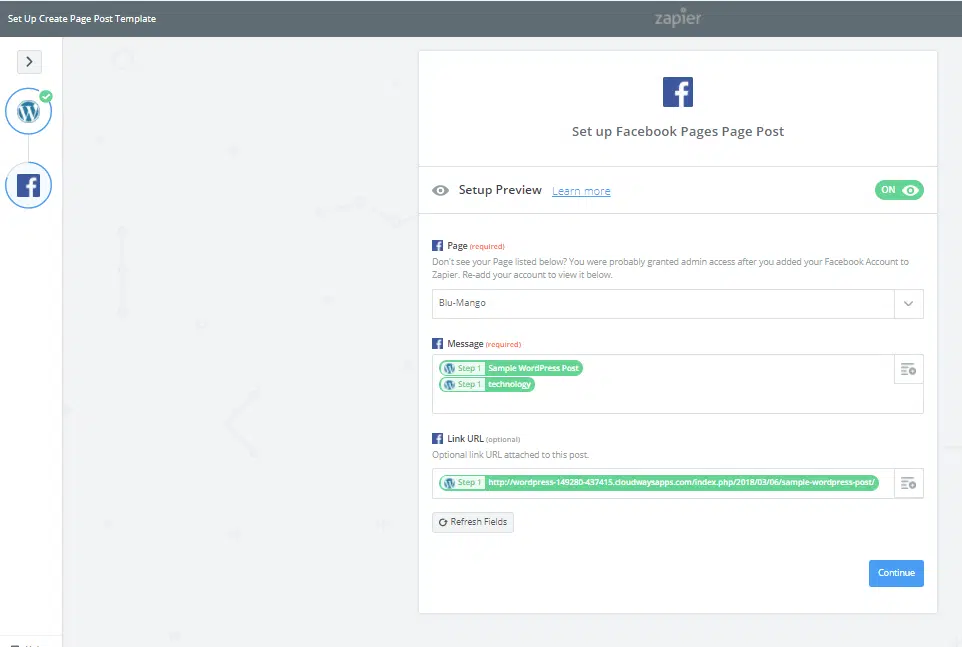 Set Up Create Page Post Template
zapier
Set up Facebook Pages Page Post
Setup Preview Learn more ON
Page (required)
Don't see your Page listed below? You were probably granted admin access after you added your Facebook Account to
Zapier. Re-add your account to view it below.
Blu-Mango
Message (required)
Step 1 Sample WordPress Post
Step 1 technology
Link URL (optional)
Optional link URL attached to this post.
Step 1 http://wordpress-149280-437415.cloudwaysapps.com/index.php/2018/03/06/sample-wordpress-post/
Refresh Fields
Continue